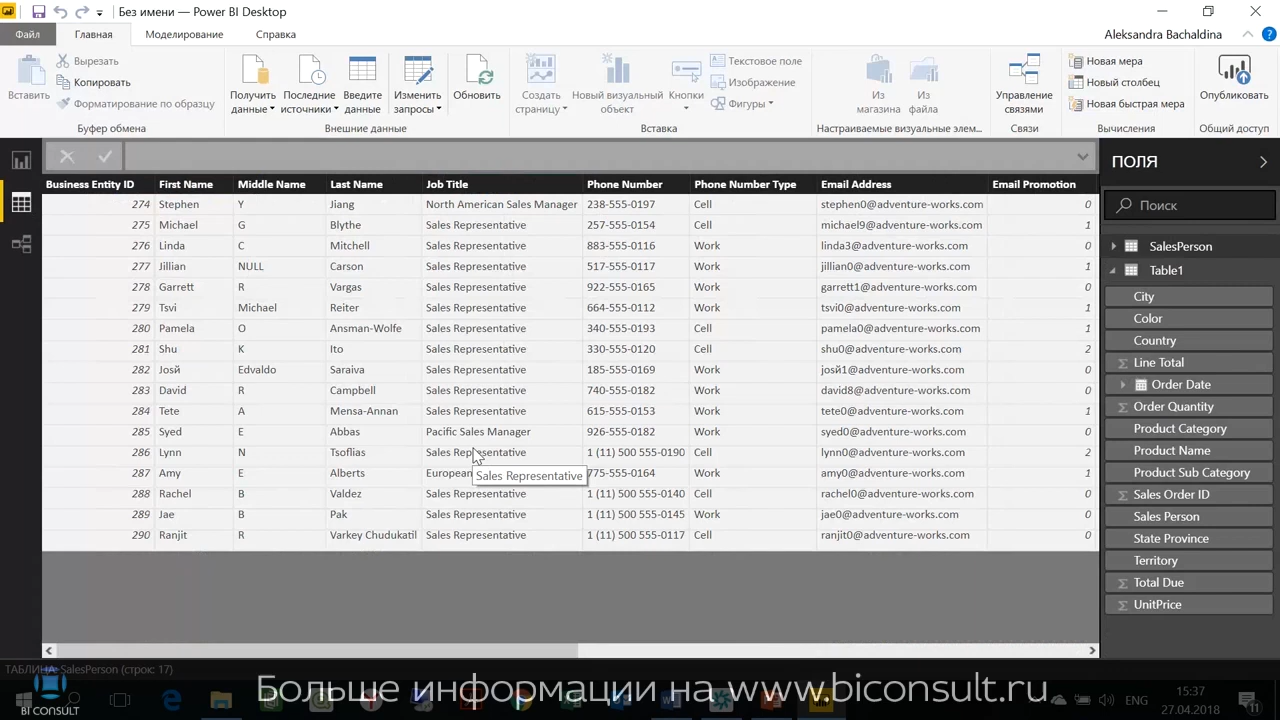 Без имени — Power BI Desktop
Файл Главная Моделирование Справка Aleksandra Bachaldina
Вставить
Вырезать
Копировать
Форматирование по образцу
Буфер обмена
Получить данные
Последние источники
Введите данные
Изменить запросы
Обновить
Внешние данные
Создать страницу
Новый визуальный объект
Кнопки
Текстовое поле
Изображение
Фигуры
Вставка
Из магазина
Из файла
Настраиваемые визуальные элем...
Управление связями
Связи
Новая мера
Новый столбец
Новая быстрая мера
Вычисления
Опубликовать
Общий доступ
Business Entity ID First Name Middle Name Last Name Job Title Phone Number Phone Number Type Email Address Email Promotion
274 Stephen Y Jiang North American Sales Manager 238-555-0197 Cell stephen0@adventure-works.com 0
275 Michael G Blythe Sales Representative 257-555-0154 Cell michael9@adventure-works.com 1
276 Linda C Mitchell Sales Representative 883-555-0116 Work linda3@adventure-works.com 0
277 Jillian NULL Carson Sales Representative 517-555-0117 Work jillian0@adventure-works.com 1
278 Garrett R Vargas Sales Representative 922-555-0165 Work garrett1@adventure-works.com 0
279 Tsvi Michael Reiter Sales Representative 664-555-0112 Work tsvi0@adventure-works.com 1
280 Pamela O Ansman-Wolfe Sales Representative 340-555-0193 Cell pamela0@adventure-works.com 1
281 Shu K Ito Sales Representative 330-555-0120 Cell shu0@adventure-works.com 2
282 Josй Edvaldo Saraiva Sales Representative 185-555-0169 Work josй1@adventure-works.com 0
283 David R Campbell Sales Representative 740-555-0182 Work david8@adventure-works.com 0
284 Tete A Mensa-Annan Sales Representative 615-555-0153 Work tete0@adventure-works.com 1
285 Syed E Abbas Pacific Sales Manager 926-555-0182 Work syed0@adventure-works.com 0
286 Lynn N Tsoflias Sales Representative 1 (11) 500 555-0190 Cell lynn0@adventure-works.com 2
287 Amy E Alberts European 775-555-0164 Work amy0@adventure-works.com 1
Sales Representative
288 Rachel B Valdez Sales Representative 1 (11) 500 555-0140 Cell rachel0@adventure-works.com 0
289 Jae B Pak Sales Representative 1 (11) 500 555-0145 Work jae0@adventure-works.com 0
290 Ranjit R Varkey Chudukatil Sales Representative 1 (11) 500 555-0117 Cell ranjit0@adventure-works.com 0
ПОЛЯ
Поиск
SalesPerson
Table1
City
Color
Country
Line Total
Order Date
Order Quantity
Product Category
Product Name
Product Sub Category
Sales Order ID
Sales Person
State Province
Territory
Total Due
UnitPrice
ТАБЛИЦА: SalesPerson (строк: 17)
BI CONSULT
Больше информации на www.biconsult.ru
ENG
15:37
27.04.2018
11